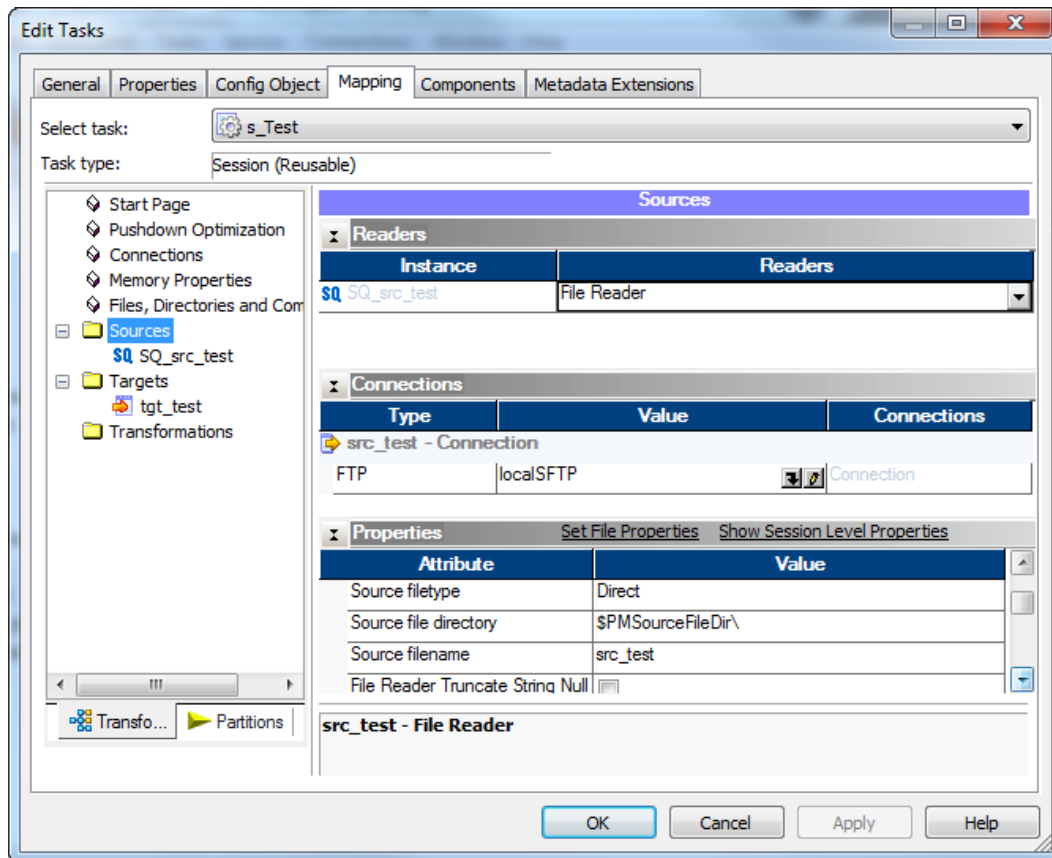 Edit Tasks
General Properties Config Object Mapping Components Metadata Extensions
Select task: s_Test
Task type: Session (Reusable)
Start Page
Pushdown Optimization
Connections
Memory Properties
Files, Directories and Com
Sources
SQ SQ_src_test
Targets
tgt_test
Transformations
Transfo... Partitions
Sources
Readers
Instance Readers
SQ SQ_src_test File Reader
Connections
Type Value Connections
src_test - Connection
FTP localSFTP Connection
Properties Set File Properties Show Session Level Properties
Attribute Value
Source filetype Direct
Source file directory $PMSourceFileDir\
Source filename src_test
File Reader Truncate String Null
src_test - File Reader
OK Cancel Apply Help